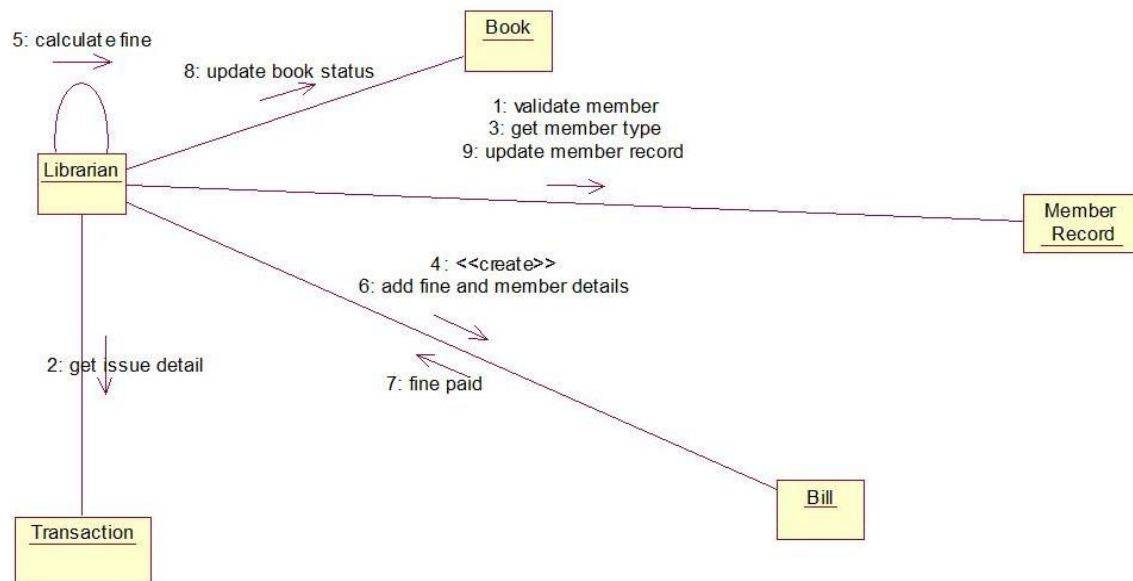 5: calculate fine
Book
8: update book status
1: validate member
3: get member type
9: update member record
Librarian
Member
Record
4: <<create>>
6: add fine and member details
2: get issue detail
7: fine paid
Bill
Transaction